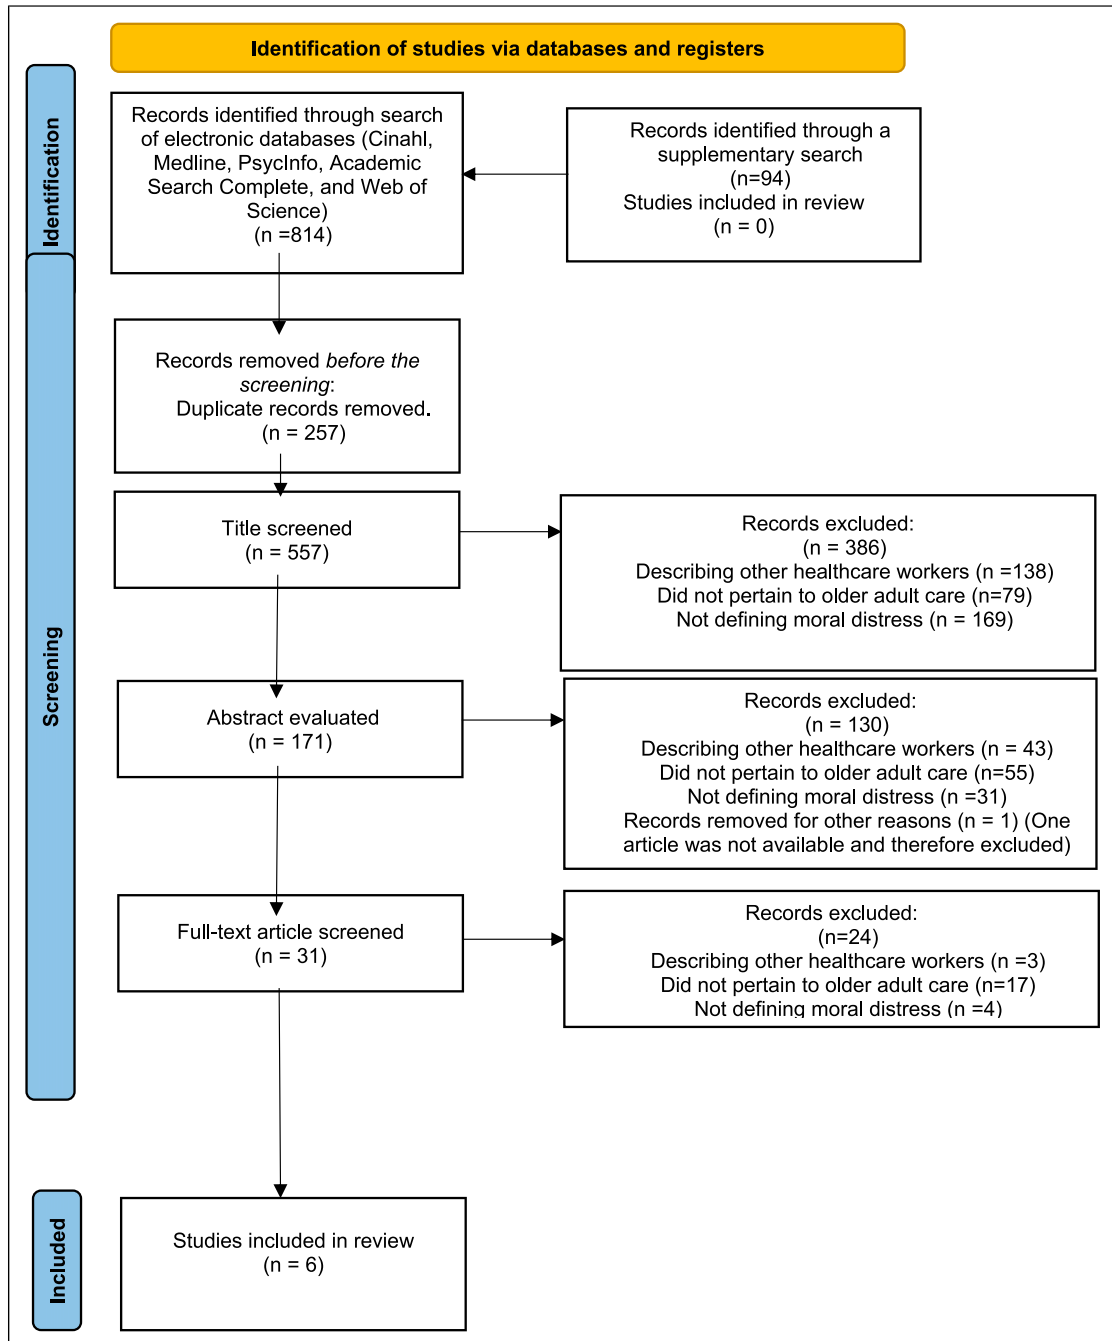 Identification of studies via databases and registers
Identification
Records identified through search
of electronic databases (Cinahl,
Medline, PsycInfo, Academic
Search Complete, and Web of
Science)
(n =814)
Records identified through a
supplementary search
(n=94)
Studies included in review
(n = 0)
Screening
Records removed before the
screening:
Duplicate records removed.
(n = 257)
Title screened
(n = 557)
Records excluded:
(n = 386)
Describing other healthcare workers (n =138)
Did not pertain to older adult care (n=79)
Not defining moral distress (n = 169)
Abstract evaluated
(n = 171)
Records excluded:
(n = 130)
Describing other healthcare workers (n = 43)
Did not pertain to older adult care (n=55)
Not defining moral distress (n =31)
Records removed for other reasons (n = 1) (One
article was not available and therefore excluded)
Full-text article screened
(n = 31)
Records excluded:
(n=24)
Describing other healthcare workers (n =3)
Did not pertain to older adult care (n=17)
Not defining moral distress (n =4)
Included
Studies included in review
(n = 6)